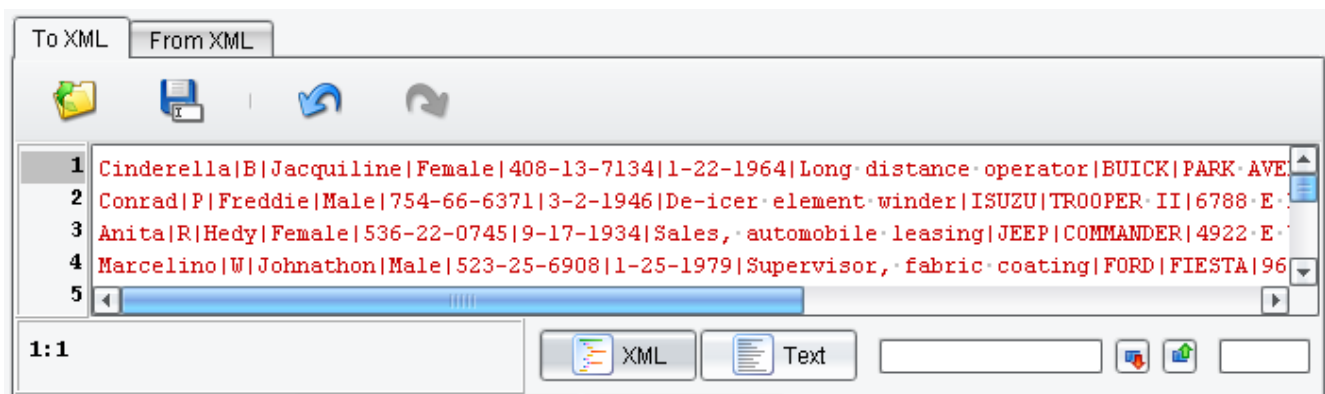 To XML From XML
1 Cinderella|B|Jacquiline|Female|408-13-7134|1-22-1964|Long·distance·operator|BUICK|PARK·AVE
2 Conrad|P|Freddie|Male|754-66-6371|3-2-1946|De-icer·element·winder|ISUZU|TROOPER·II|6788·E·
3 Anita|R|Hedy|Female|536-22-0745|9-17-1934|Sales,·automobile·leasing|JEEP|COMMANDER|4922·E·
4 Marcelino|W|Johnathon|Male|523-25-6908|1-25-1979|Supervisor,·fabric·coating|FORD|FIESTA|96
5
1:1 XML Text